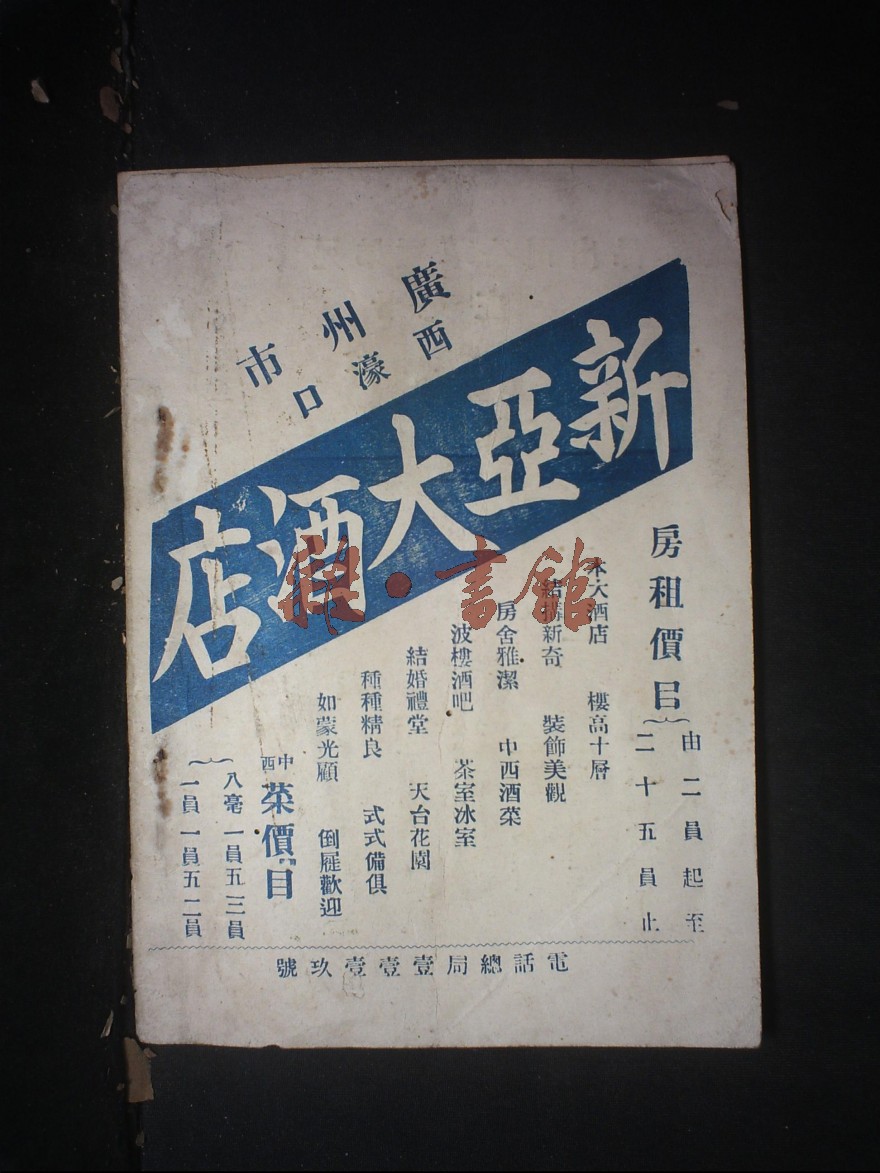 廣州市
西濠口
新亞大酒店
房租價目
由二員起至
二十五員止
本大酒店 樓高十層
結構新奇 裝飾美觀
房舍雅潔 中西酒菜
波樓酒吧 茶室冰室
結婚禮堂 天台花園
種種精良 式式備俱
如蒙光顧 倒屣歡迎
中西菜價目
八毫一員五三員
一員一員五二員
電話總局壹壹壹玖號